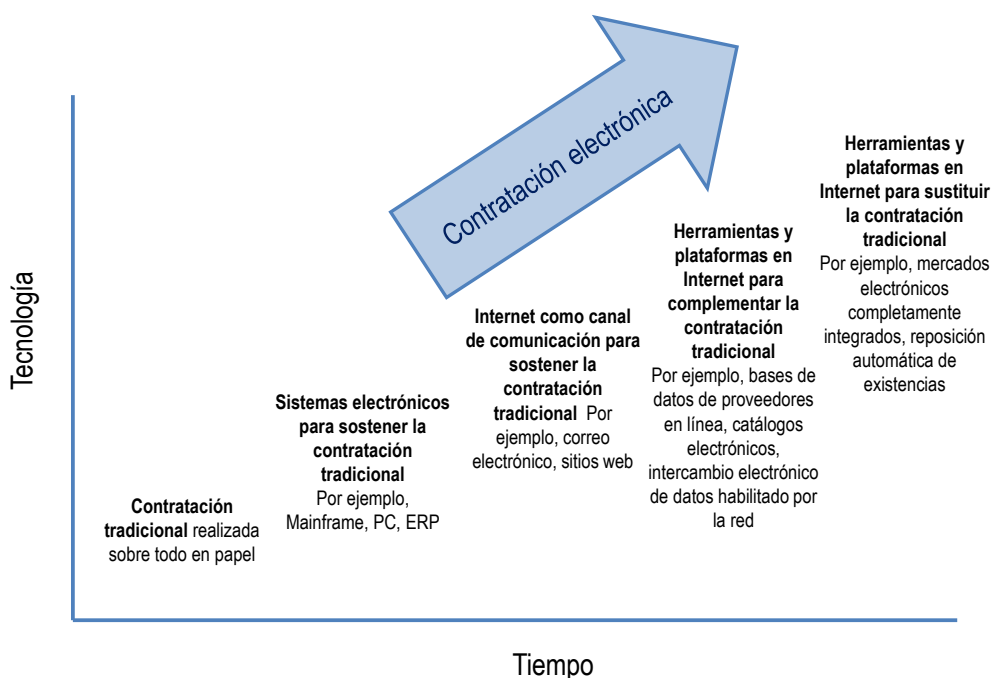 Contratación electrónica
Tecnología
Contratación
tradicional realizada
sobre todo en papel
Sistemas electrónicos
para sostener la
contratación
tradicional
Por ejemplo,
Mainframe, PC, ERP
Internet como canal
de comunicación para
sostener la
contratación
tradicional Por
ejemplo, correo
electrónico, sitios web
Herramientas y
plataformas en
Internet para
complementar la
contratación
tradicional
Por ejemplo, bases de
datos de proveedores
en línea, catálogos
electrónicos,
intercambio electrónico
de datos habilitado por
la red
Herramientas y
plataformas en
Internet para sustituir
la contratación
tradicional
Por ejemplo, mercados
electrónicos
completamente
integrados, reposición
automática de
existencias
Tiempo